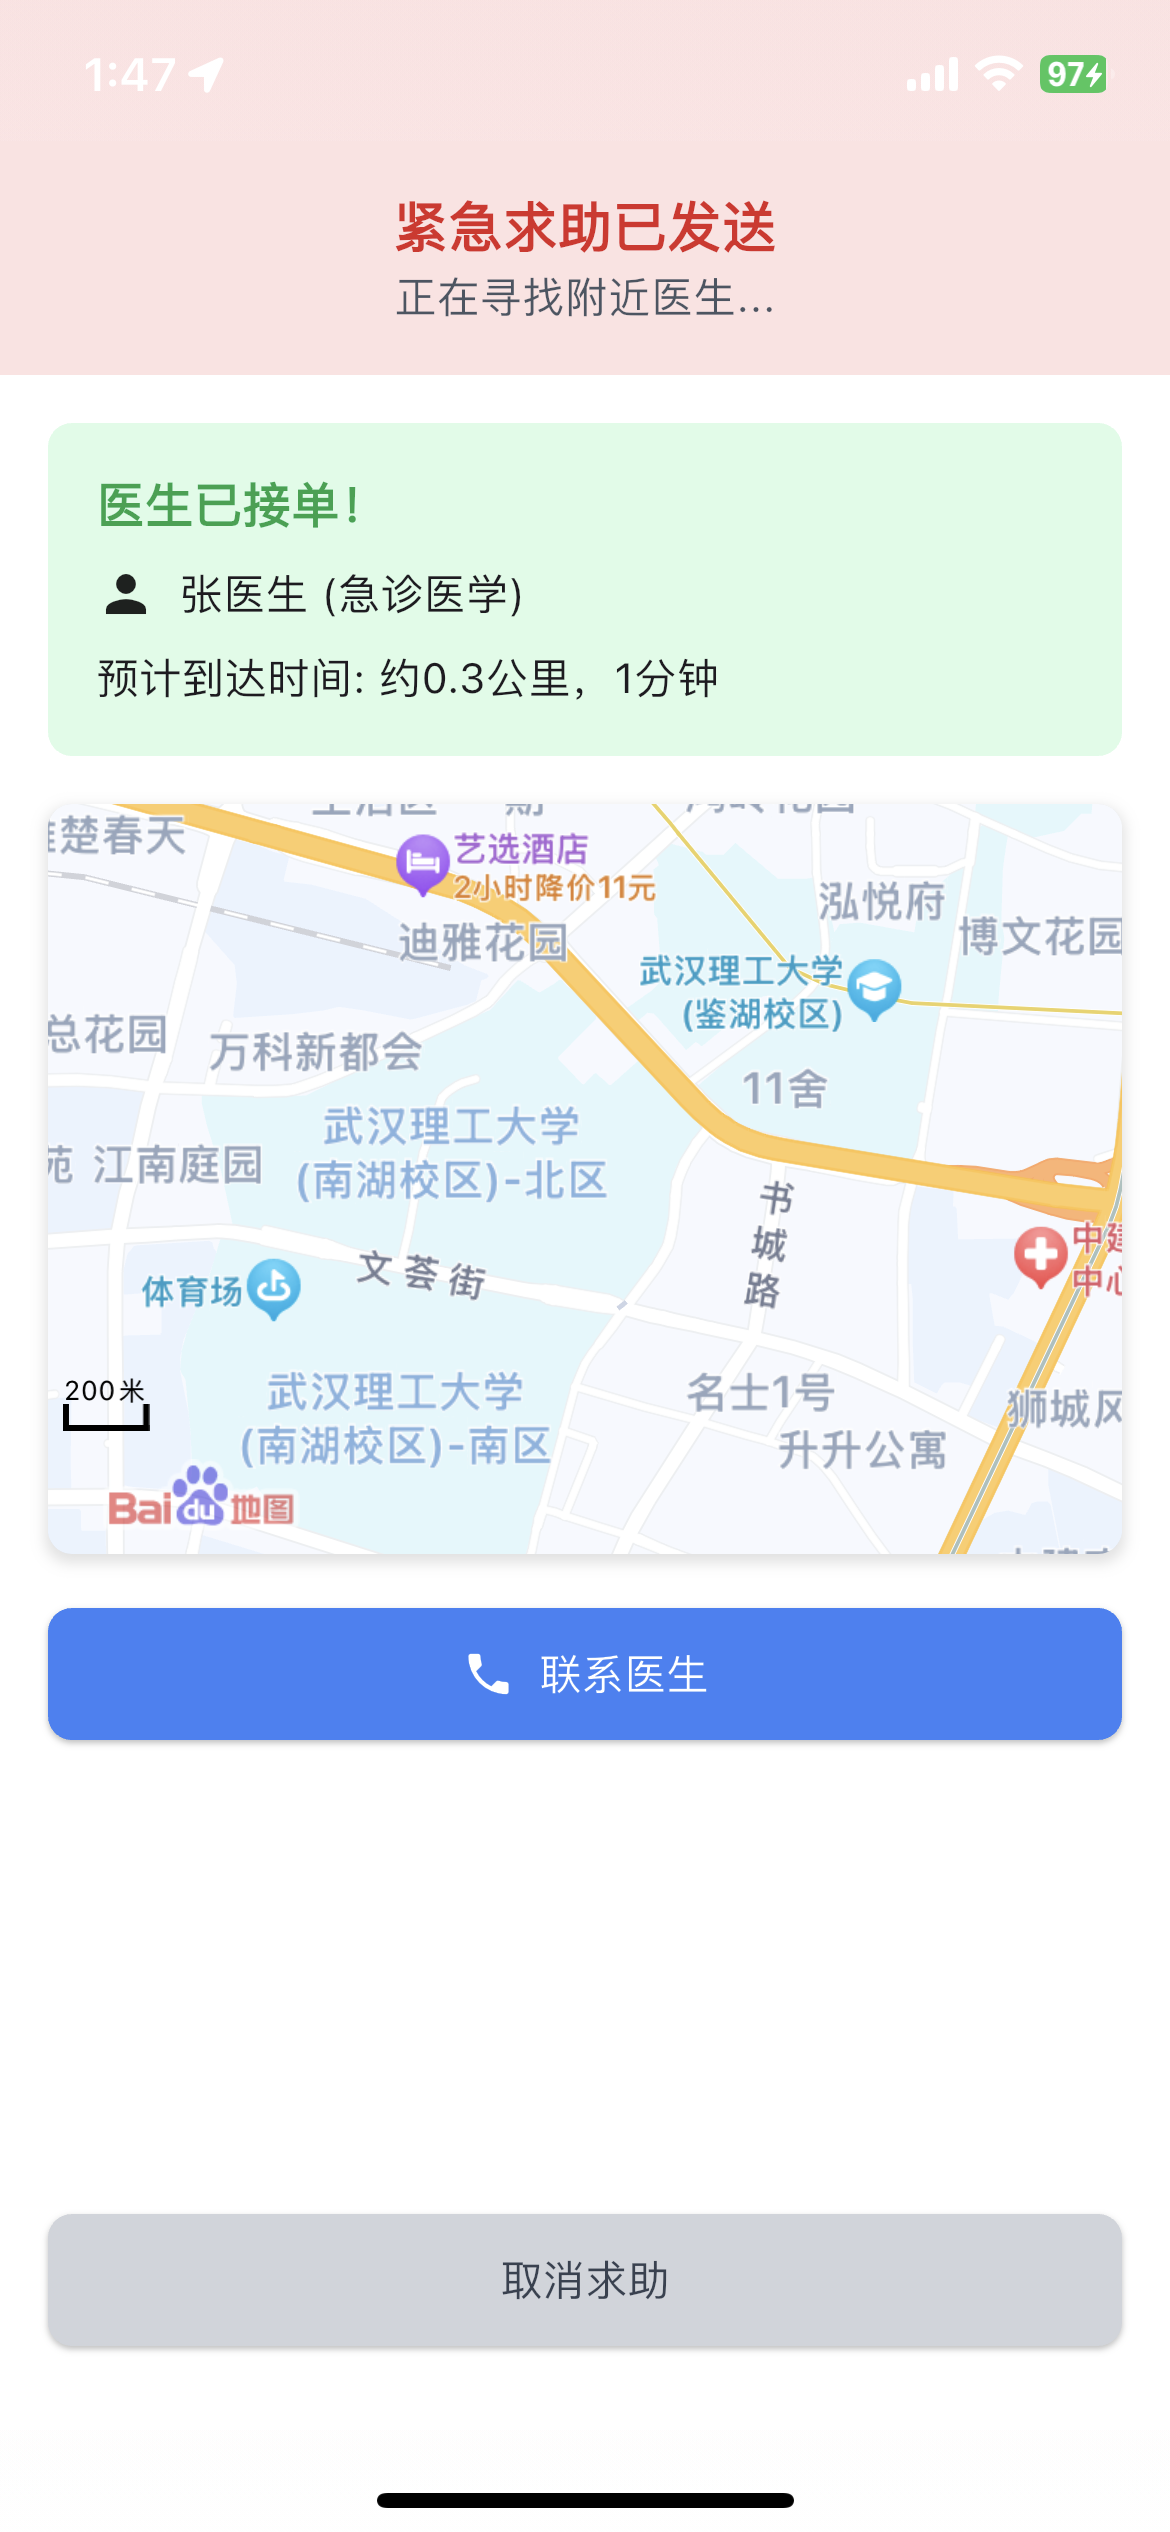 1:47
97
紧急求助已发送
正在寻找附近医生...
医生已接单！
张医生 (急诊医学)
预计到达时间: 约0.3公里，1分钟
楚春天
艺选酒店
2小时降价11元
迪雅花园
泓悦府
博文花园
武汉理工大学
(鉴湖校区)
总花园
万科新都会
11舍
武汉理工大学
(南湖校区)-北区
苑 江南庭园
书城路
中建
中心
文荟街
体育场
200米
武汉理工大学
(南湖校区)-南区
名士1号
升升公寓
狮城风
Bai du 地图
联系医生
取消求助